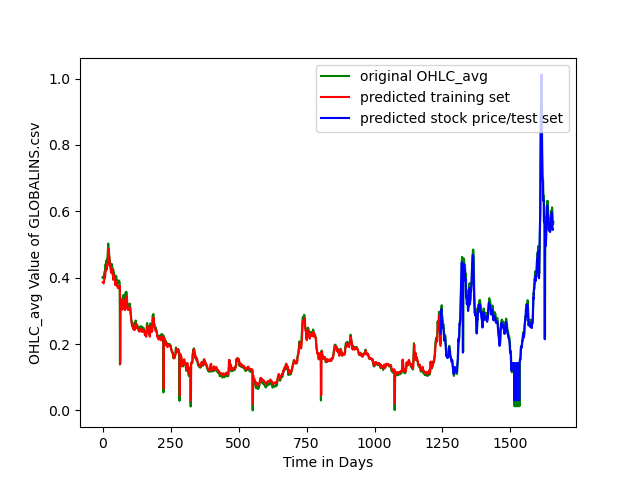 original OHLC_avg
predicted training set
predicted stock price/test set
OHLC_avg Value of GLOBALINS.csv
1.0
0.8
0.6
0.4
0.2
0.0
0 250 500 750 1000 1250 1500
Time in Days